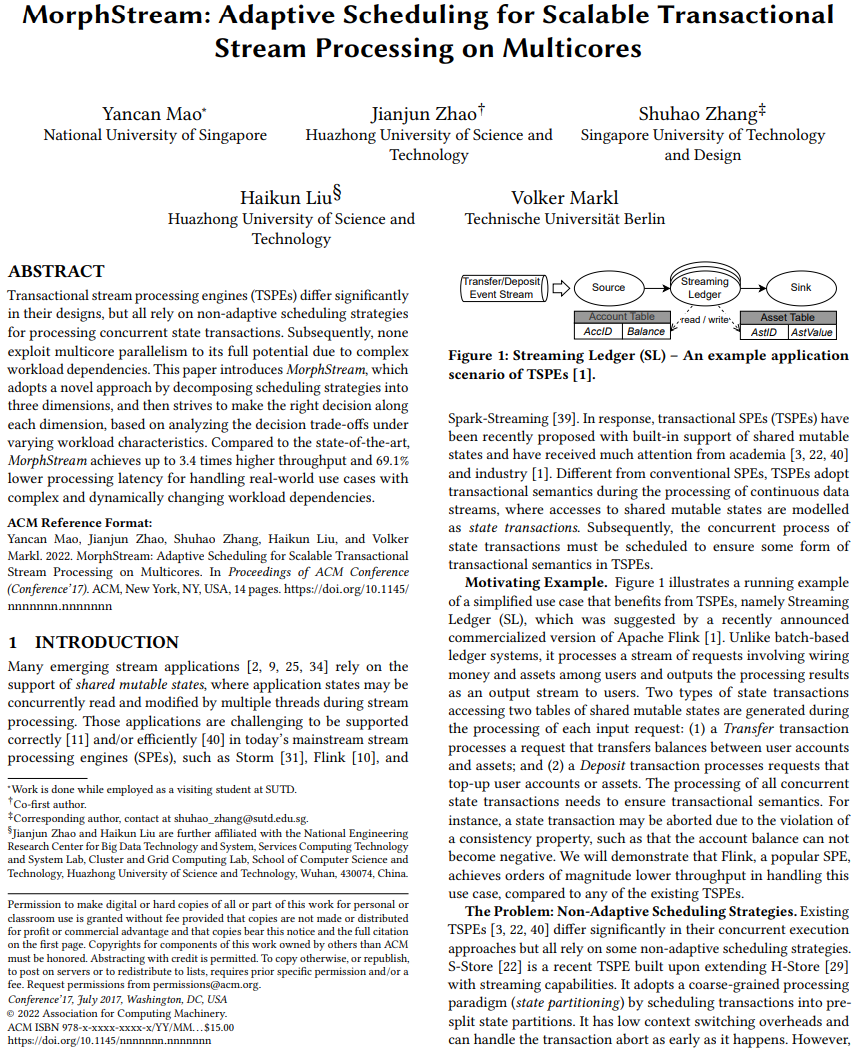 MorphStream: Adaptive Scheduling for Scalable Transactional
Stream Processing on Multicores
Yancan Mao*
National University of Singapore
Jianjun Zhao†
Huazhong University of Science and
Technology
Shuhao Zhang‡
Singapore University of Technology
and Design
Haikun Liu§
Huazhong University of Science and
Technology
Volker Markl
Technische Universität Berlin
ABSTRACT
Transactional stream processing engines (TSPEs) differ significantly
in their designs, but all rely on non-adaptive scheduling strategies
for processing concurrent state transactions. Subsequently, none
exploit multicore parallelism to its full potential due to complex
workload dependencies. This paper introduces MorphStream, which
adopts a novel approach by decomposing scheduling strategies into
three dimensions, and then strives to make the right decision along
each dimension, based on analyzing the decision trade-offs under
varying workload characteristics. Compared to the state-of-the-art,
MorphStream achieves up to 3.4 times higher throughput and 69.1%
lower processing latency for handling real-world use cases with
complex and dynamically changing workload dependencies.
ACM Reference Format:
Yancan Mao, Jianjun Zhao, Shuhao Zhang, Haikun Liu, and Volker
Markl. 2022. MorphStream: Adaptive Scheduling for Scalable Transactional
Stream Processing on Multicores. In Proceedings of ACM Conference
(Conference'17). ACM, New York, NY, USA, 14 pages. https://doi.org/10.1145/
nnnnnnn.nnnnnnn
1 INTRODUCTION
Many emerging stream applications [2, 9, 25, 34] rely on the
support of shared mutable states, where application states may be
concurrently read and modified by multiple threads during stream
processing. Those applications are challenging to be supported
correctly [11] and/or efficiently [40] in today's mainstream stream
processing engines (SPEs), such as Storm [31], Flink [10], and
*Work is done while employed as a visiting student at SUTD.
†Co-first author.
‡Corresponding author, contact at shuhao_zhang@sutd.edu.sg.
§Jianjun Zhao and Haikun Liu are further affiliated with the National Engineering
Research Center for Big Data Technology and System, Services Computing Technology
and System Lab, Cluster and Grid Computing Lab, School of Computer Science and
Technology, Huazhong University of Science and Technology, Wuhan, 430074, China.
Permission to make digital or hard copies of all or part of this work for personal or
classroom use is granted without fee provided that copies are not made or distributed
for profit or commercial advantage and that copies bear this notice and the full citation
on the first page. Copyrights for components of this work owned by others than ACM
must be honored. Abstracting with credit is permitted. To copy otherwise, or republish,
to post on servers or to redistribute to lists, requires prior specific permission and/or a
fee. Request permissions from permissions@acm.org.
Conference'17, July 2017, Washington, DC, USA
© 2022 Association for Computing Machinery.
ACM ISBN 978-x-xxxx-xxxx-x/YY/MM...$15.00
https://doi.org/10.1145/nnnnnnn.nnnnnnn
Transfer/Deposit
Event Stream
Source
Streaming
Ledger
Sink
Account Table
AccID Balance
read / write
Asset Table
AstID AstValue
Figure 1: Streaming Ledger (SL) – An example application
scenario of TSPEs [1].
Spark-Streaming [39]. In response, transactional SPEs (TSPEs) have
been recently proposed with built-in support of shared mutable
states and have received much attention from academia [3, 22, 40]
and industry [1]. Different from conventional SPEs, TSPEs adopt
transactional semantics during the processing of continuous data
streams, where accesses to shared mutable states are modelled
as state transactions. Subsequently, the concurrent process of
state transactions must be scheduled to ensure some form of
transactional semantics in TSPEs.
Motivating Example. Figure 1 illustrates a running example
of a simplified use case that benefits from TSPEs, namely Streaming
Ledger (SL), which was suggested by a recently announced
commercialized version of Apache Flink [1]. Unlike batch-based
ledger systems, it processes a stream of requests involving wiring
money and assets among users and outputs the processing results
as an output stream to users. Two types of state transactions
accessing two tables of shared mutable states are generated during
the processing of each input request: (1) a Transfer transaction
processes a request that transfers balances between user accounts
and assets; and (2) a Deposit transaction processes requests that
top-up user accounts or assets. The processing of all concurrent
state transactions needs to ensure transactional semantics. For
instance, a state transaction may be aborted due to the violation of
a consistency property, such as that the account balance can not
become negative. We will demonstrate that Flink, a popular SPE,
achieves orders of magnitude lower throughput in handling this
use case, compared to any of the existing TSPEs.
The Problem: Non-Adaptive Scheduling Strategies. Existing
TSPEs [3, 22, 40] differ significantly in their concurrent execution
approaches but all rely on some non-adaptive scheduling strategies.
S-Store [22] is a recent TSPE built upon extending H-Store [29]
with streaming capabilities. It adopts a coarse-grained processing
paradigm (state partitioning) by scheduling transactions into pre-
split state partitions. It has low context switching overheads and
can handle the transaction abort as early as it happens. However,